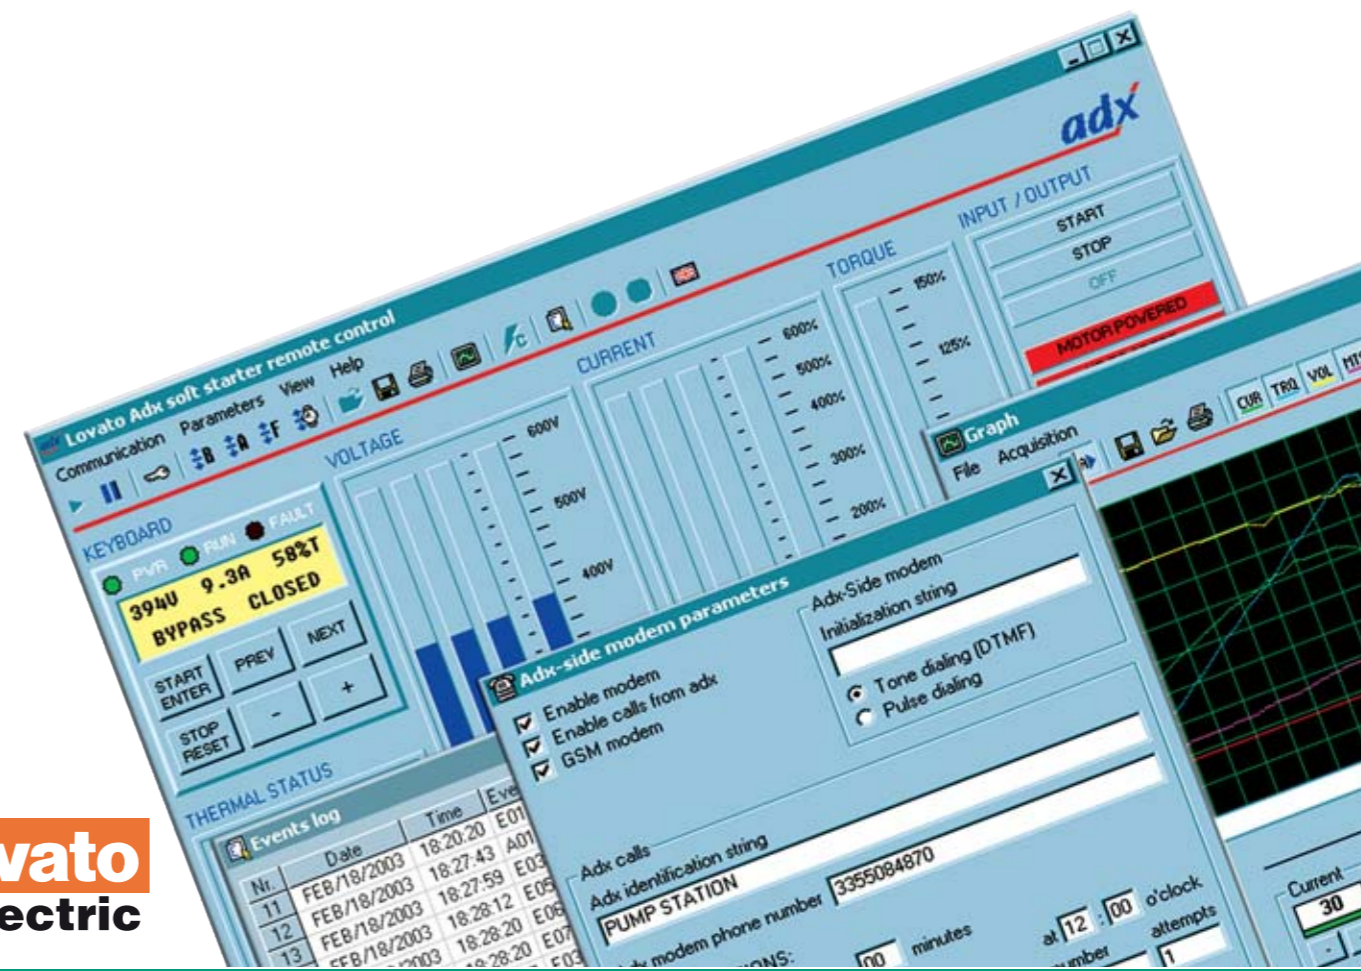 adx
Lovato Adx soft starter remote control
Communication Parameters View Help
B A F C
KEYBOARD
PWR RUN FAULT
394V 9.3A 58%T
BYPASS CLOSED
START ENTER
PREV
NEXT
STOP RESET
-
+
THERMAL STATUS
VOLTAGE
600V
500V
400V
CURRENT
600%
500%
400%
300%
200%
TORQUE
150%
125%
INPUT / OUTPUT
START
STOP
OFF
MOTOR POWERED
Graph
File Acquisition
CUR TRQ VOL
Current
30
Adx-side modem parameters
Enable modem
Enable calls from adx
GSM modem
Adx-Side modem
Initialization string
Tone dialing (DTMF)
Pulse dialing
Adx calls
Adx identification string
PUMP STATION
modem phone number 3355084870
00 minutes at 12 : 00 o'clock
attempts
1
Events log
Nr. Date Time Eve
11 FEB/18/2003 18:20:20 E01
12 FEB/18/2003 18:27:43 A01
13 FEB/18/2003 18:27:59 E03
FEB/18/2003 18:28:12 E05
18:28:20 E06
18:28:20 E07
vato
ectric